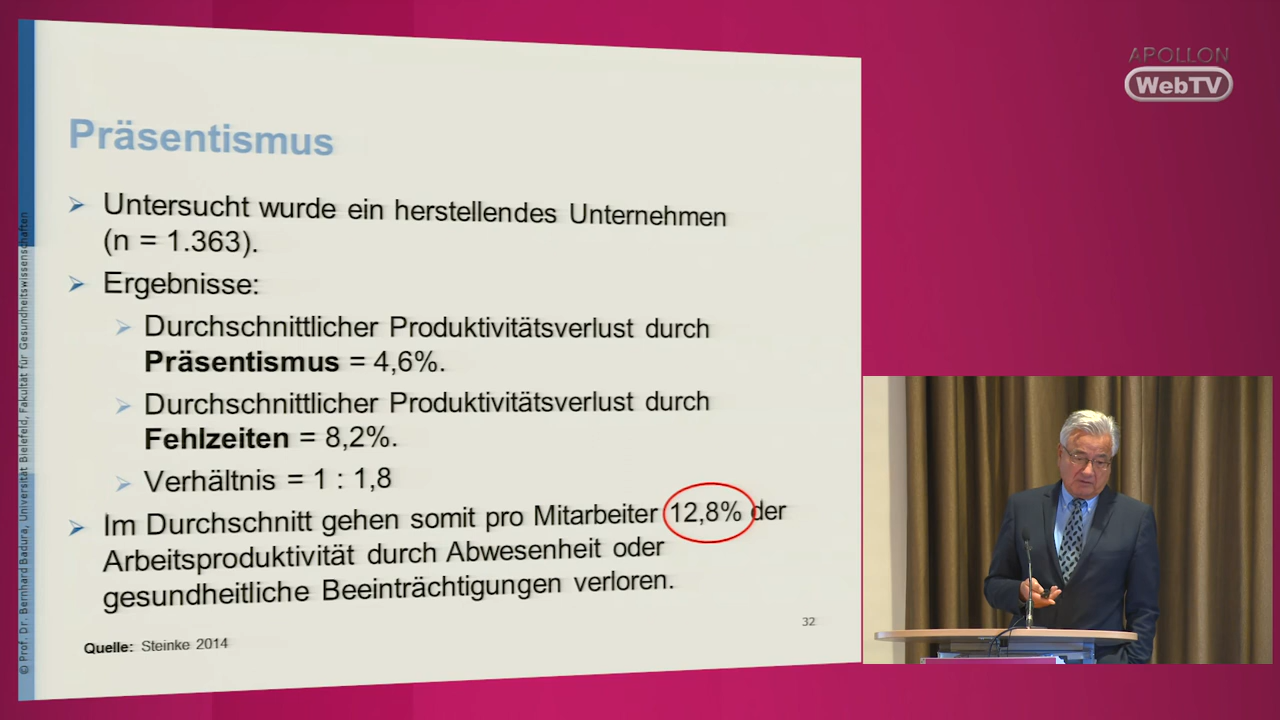 APOLLON
WebTV
Präsentismus
Untersucht wurde ein herstellendes Unternehmen
(n = 1.363).
Ergebnisse:
Durchschnittlicher Produktivitätsverlust durch
Präsentismus = 4,6%.
Durchschnittlicher Produktivitätsverlust durch
Fehlzeiten = 8,2%.
Verhältnis = 1 : 1,8
Im Durchschnitt gehen somit pro Mitarbeiter 12,8% der
Arbeitsproduktivität durch Abwesenheit oder
gesundheitliche Beeinträchtigungen verloren.
32
Quelle: Steinke 2014
© Prof. Dr. Bernhard Badura, Universität Bielefeld, Fakultät für Gesundheitswissenschaften